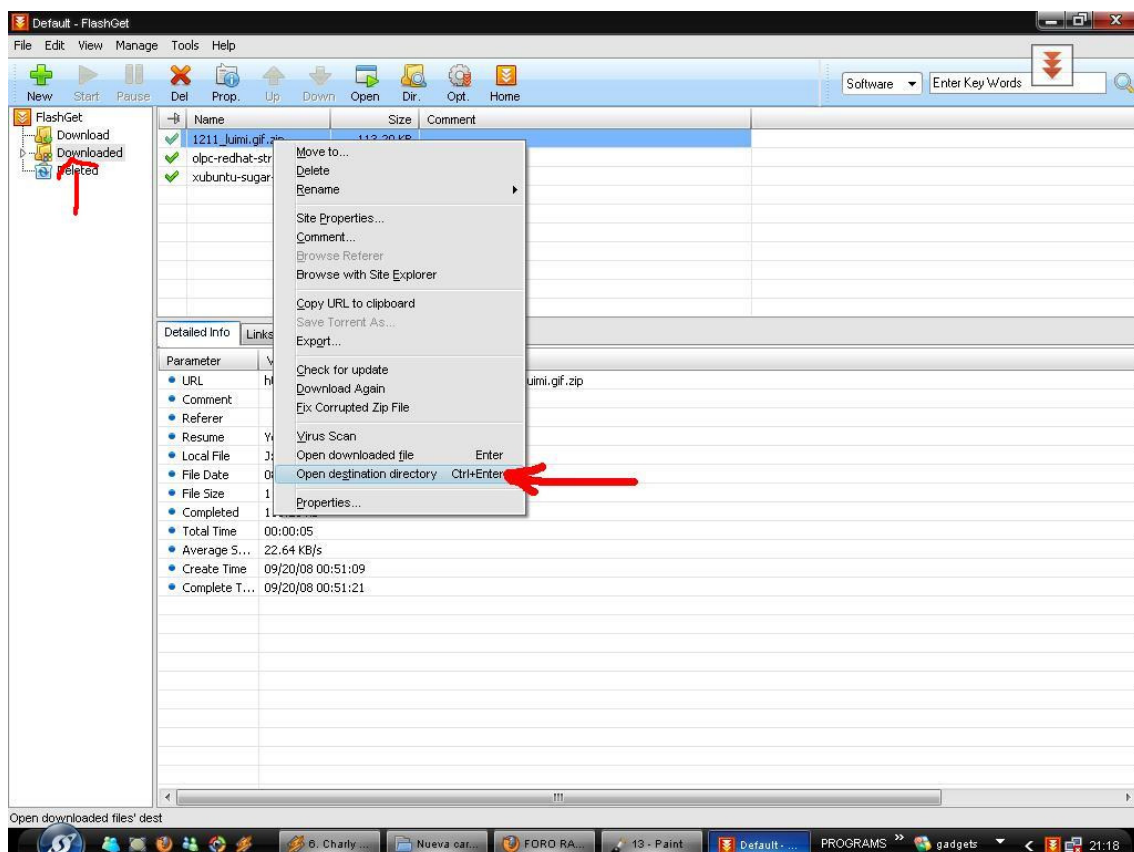 Default - FlashGet
File Edit View Manage Tools Help
New Start Pause Del Prop. Up Down Open Dir. Opt. Home Software Enter Key Words
FlashGet
Download
Downloaded
Deleted
Name Size Comment
1211_luimi.gif.zip 113.20 KB
olpc-redhat-str
xubuntu-sugar-
Move to...
Delete
Rename
Site Properties...
Comment...
Browse Referer
Browse with Site Explorer
Copy URL to clipboard
Save Torrent As...
Export...
Check for update
Download Again
Fix Corrupted Zip File
Virus Scan
Open downloaded file Enter
Open destination directory Ctrl+Enter
Properties...
Detailed Info Links
Parameter
URL uimi.gif.zip
Comment
Referer
Resume
Local File
File Date
File Size
Completed
Total Time 00:00:05
Average S... 22.64 KB/s
Create Time 09/20/08 00:51:09
Complete T... 09/20/08 00:51:21
Open downloaded files' dest
6. Charly ... Nueva car... FORO RA... 13 - Paint Default - ... PROGRAMS » gadgets 21:18